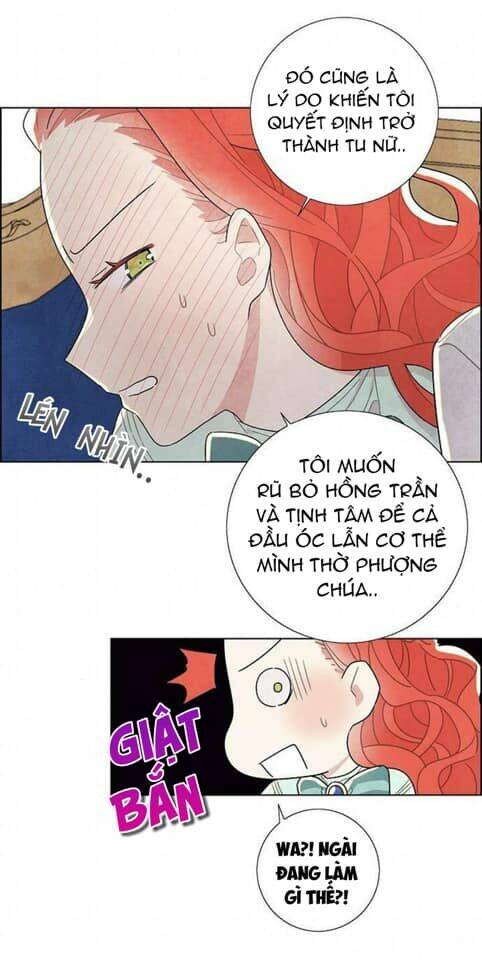 ĐÓ CŨNG LÀ
LÝ DO KHIẾN TÔI
QUYẾT ĐỊNH TRỞ
THÀNH TU NỮ..
LÉN NHÌN..
TÔI MUỐN
RŨ BỎ HỒNG TRẦN
VÀ TỊNH TÂM ĐỂ CẢ
ĐẦU ÓC LẪN CƠ THỂ
MÌNH THỜ PHƯỢNG
CHÚA..
GIẬT
BẮN
WA?! NGÀI
ĐANG LÀM
GÌ THẾ?!